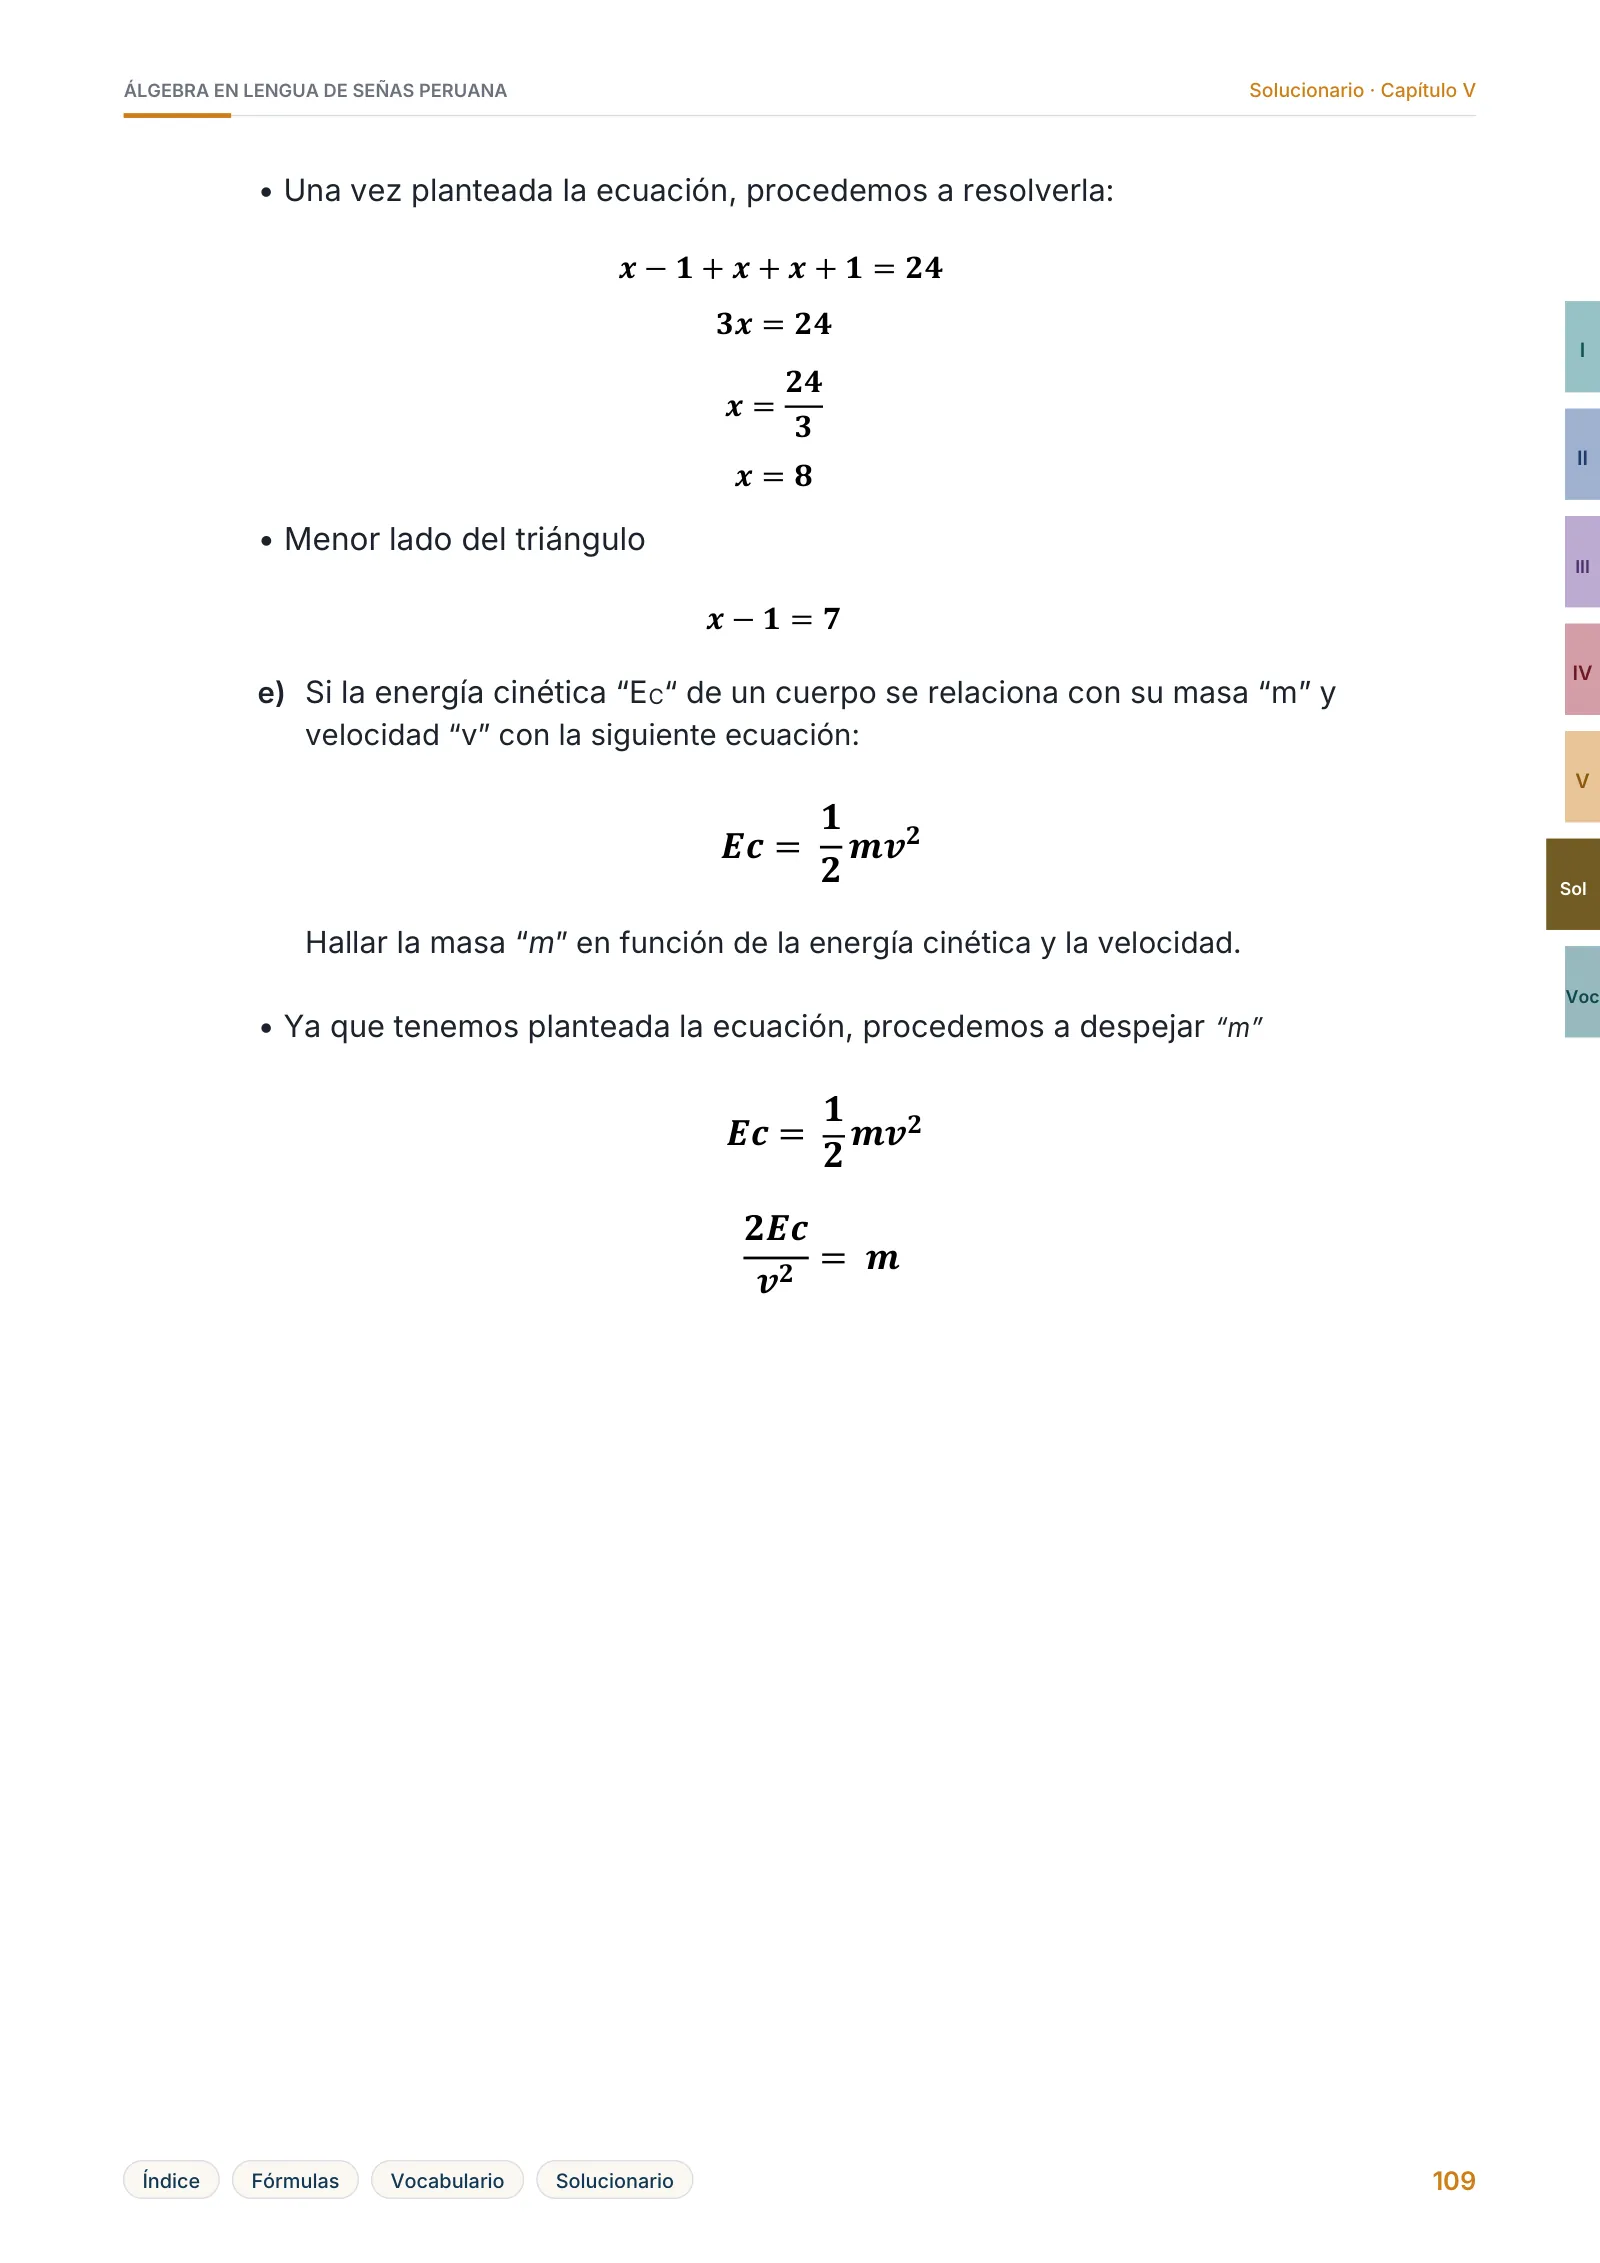 ÁLGEBRA EN LENGUA DE SEÑAS PERUANA
Solucionario · Capítulo V
• Una vez planteada la ecuación, procedemos a resolverla:
x − 1 + x + x + 1 = 24
3x = 24
x = 24/3
x = 8
• Menor lado del triángulo
x − 1 = 7
e) Si la energía cinética “Ec“ de un cuerpo se relaciona con su masa “m” y
velocidad “v” con la siguiente ecuación:
Ec = 1/2 mv²
Hallar la masa “m” en función de la energía cinética y la velocidad.
• Ya que tenemos planteada la ecuación, procedemos a despejar “m”
Ec = 1/2 mv²
2Ec/v² = m
I
II
III
IV
V
Sol
Voc
Índice Fórmulas Vocabulario Solucionario
109